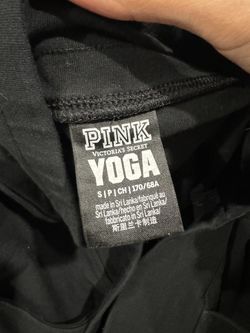 PINK
VICTORIA'S SECRET
YOGA
S | P | CH | 170/68A
made in Sri Lanka/fabriqué au
Sri Lanka/hecho en Sri Lanka/
fabbricato in Sri Lanka/
斯里兰卡制造